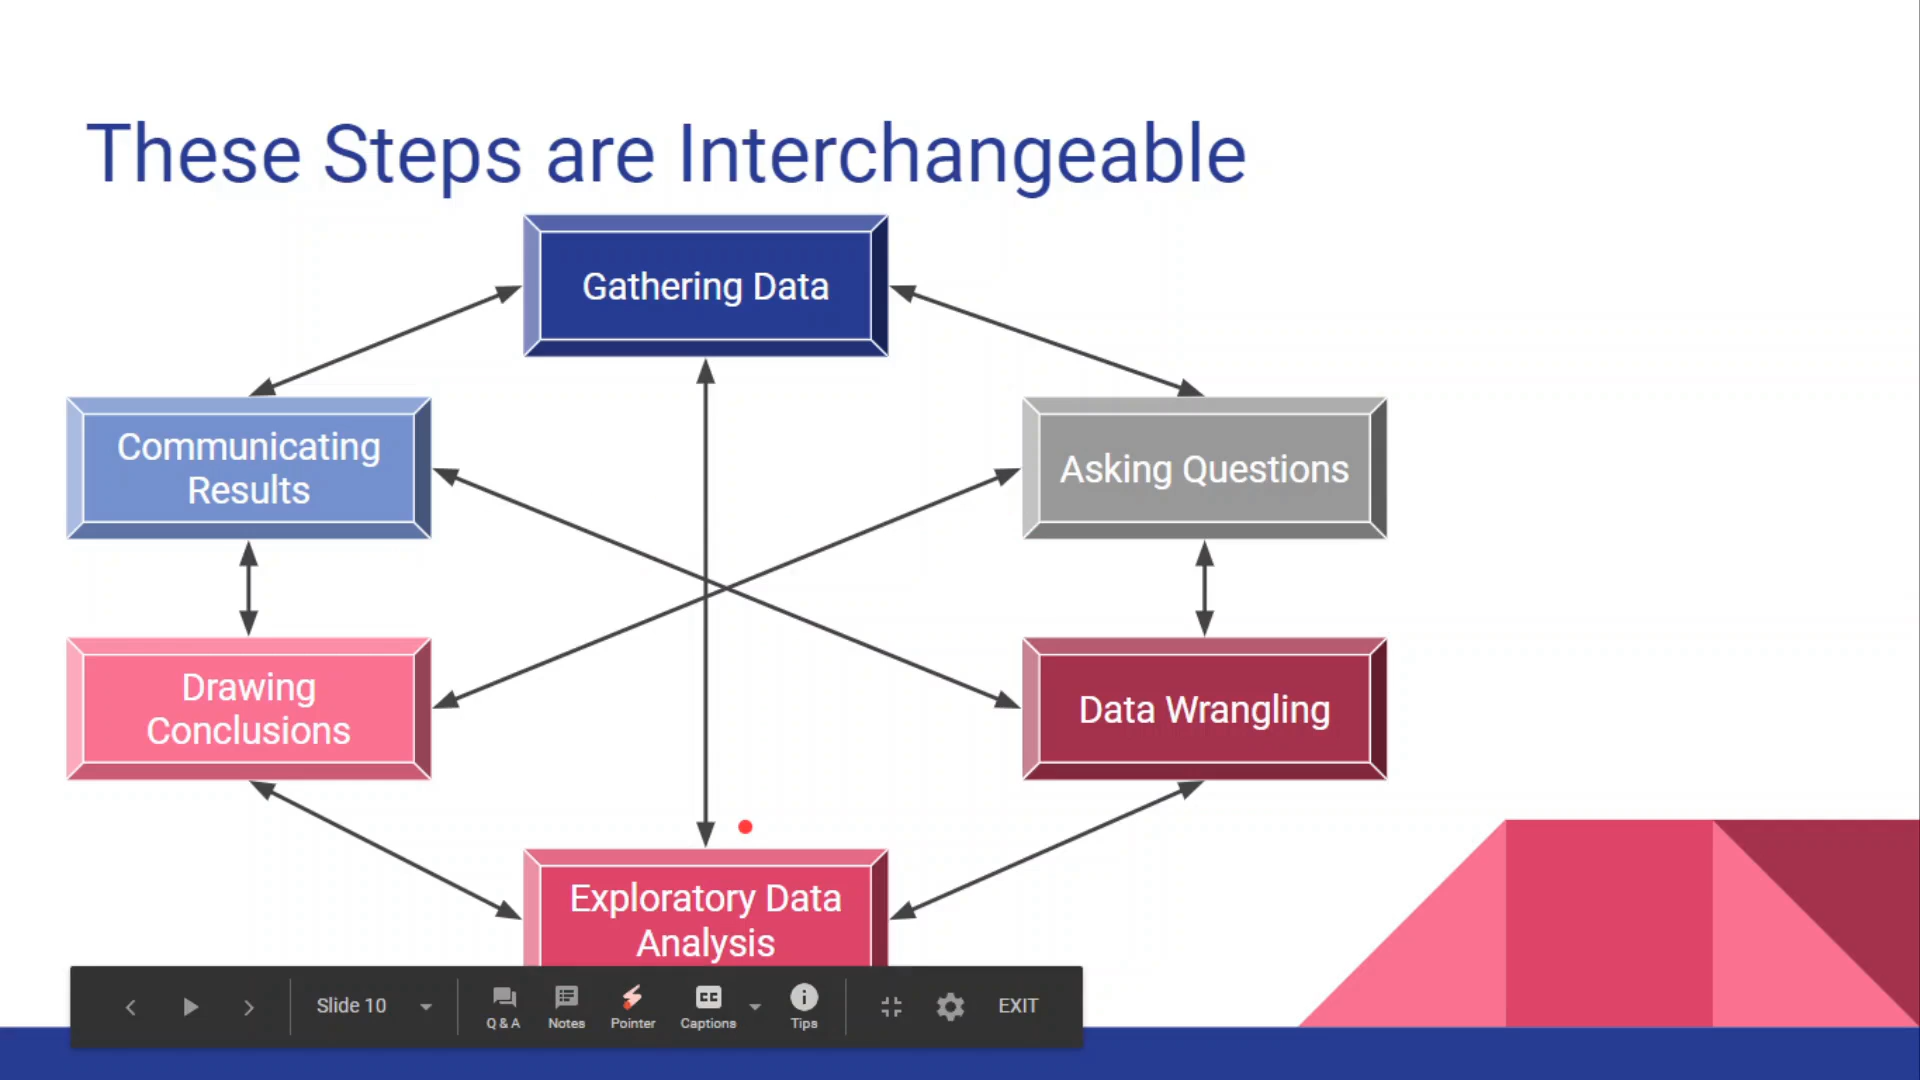 These Steps are Interchangeable
Gathering Data
Communicating
Results
Asking Questions
Drawing
Conclusions
Data Wrangling
Exploratory Data
Analysis
Slide 10
Q & A
Notes
Pointer
CC
Captions
Tips
EXIT